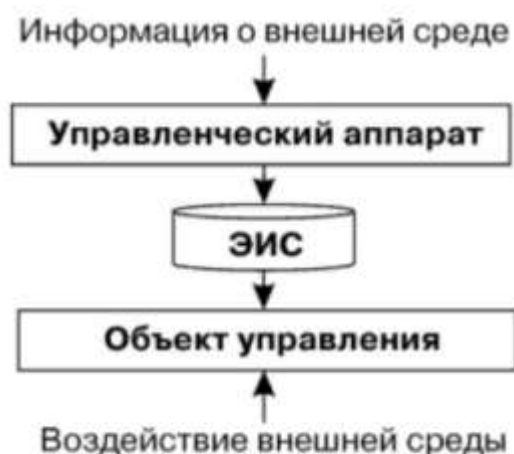 Информация о внешней среде
Управленческий аппарат
ЭИС
Объект управления
Воздействие внешней среды